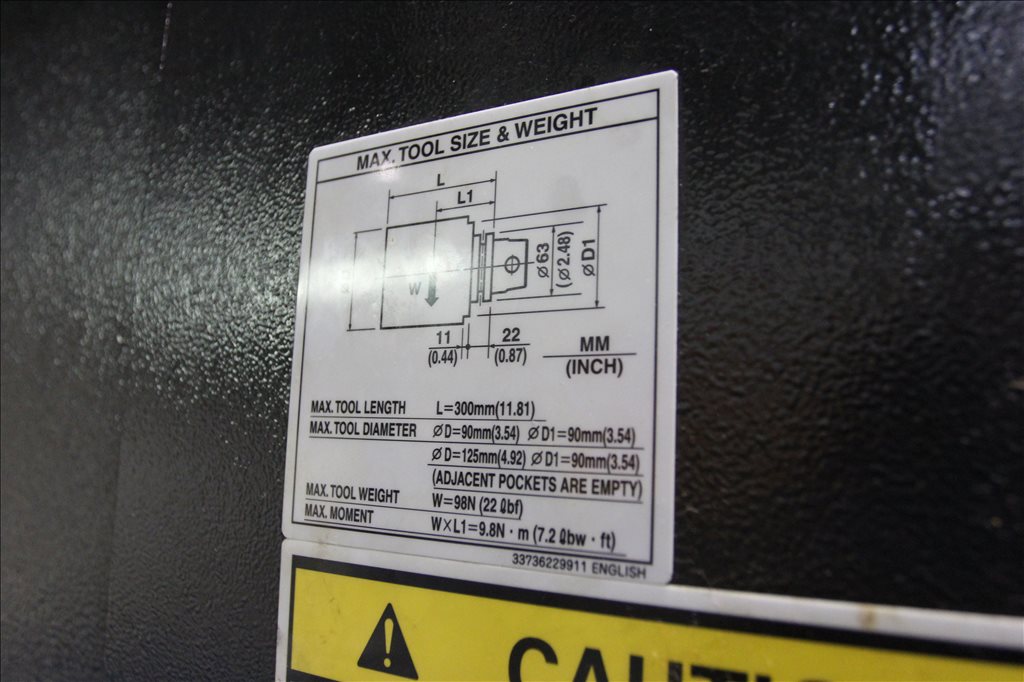 MAX. TOOL SIZE & WEIGHT
L
L1
W
Ø63
(Ø2.48)
ØD1
11
(0.44)
22
(0.87)
MM
(INCH)
MAX. TOOL LENGTH L=300mm(11.81)
MAX. TOOL DIAMETER ØD=90mm(3.54) ØD1=90mm(3.54)
ØD=125mm(4.92) ØD1=90mm(3.54)
(ADJACENT POCKETS ARE EMPTY)
MAX. TOOL WEIGHT W=98N (22 ℓbf)
MAX. MOMENT W×L1=9.8N・m (7.2 ℓbw・ft)
33736229911 ENGLISH